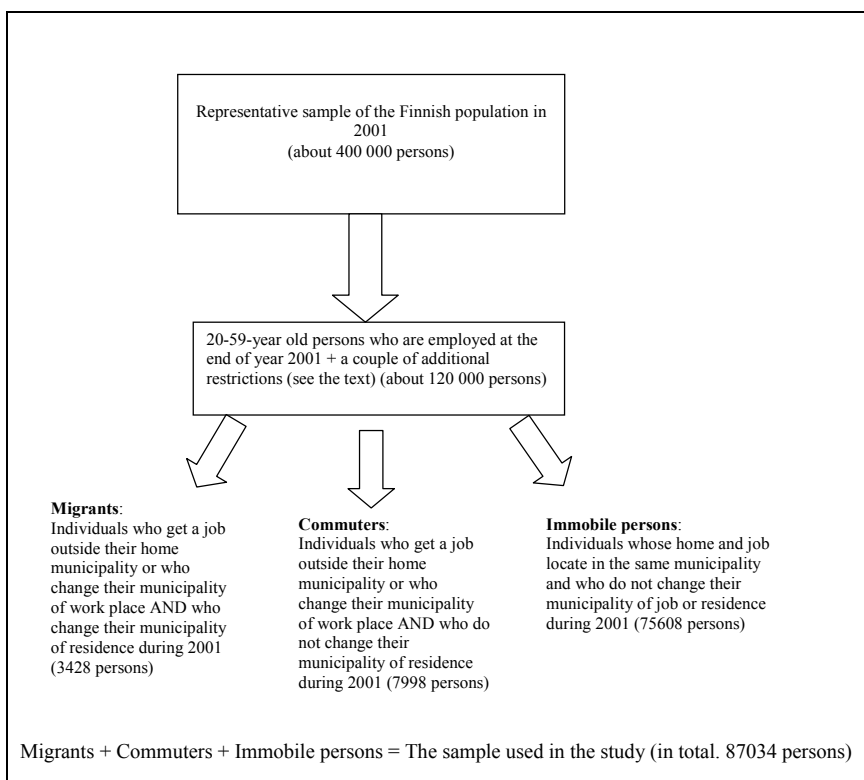 Representative sample of the Finnish population in
2001
(about 400 000 persons)
20-59-year old persons who are employed at the
end of year 2001 + a couple of additional
restrictions (see the text) (about 120 000 persons)
Migrants:
Individuals who get a job
outside their home
municipality or who
change their municipality
of work place AND who
change their municipality
of residence during 2001
(3428 persons)
Commuters:
Individuals who get a job
outside their home
municipality or who
change their municipality
of work place AND who do
not change their
municipality of residence
during 2001 (7998 persons)
Immobile persons:
Individuals whose home and job
locate in the same municipality
and who do not change their
municipality of job or residence
during 2001 (75608 persons)
Migrants + Commuters + Immobile persons = The sample used in the study (in total. 87034 persons)